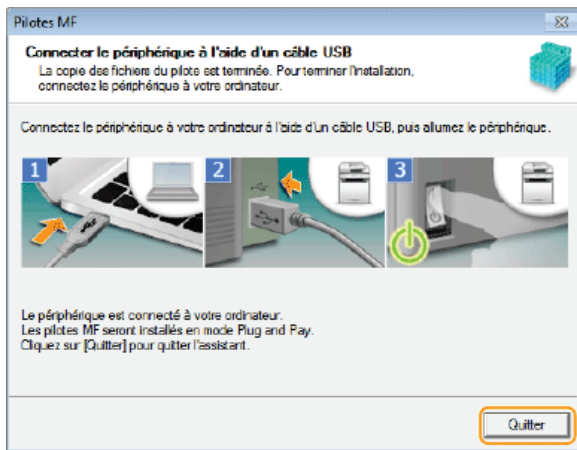 Pilotes MF
Connecter le périphérique à l'aide d'un câble USB
La copie des fichiers du pilote est terminée. Pour terminer l'installation,
connectez le périphérique à votre ordinateur.
Connectez le périphérique à votre ordinateur à l'aide d'un câble USB, puis allumez le périphérique.
1 2 3
Le périphérique est connecté à votre ordinateur.
Les pilotes MF seront installés en mode Plug and Pay.
Cliquez sur [Quitter] pour quitter l'assistant.
Quitter